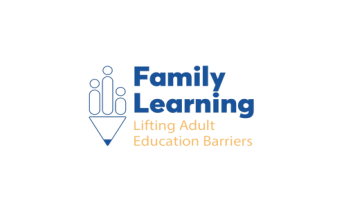 Family
Learning
Lifting Adult
Education Barriers